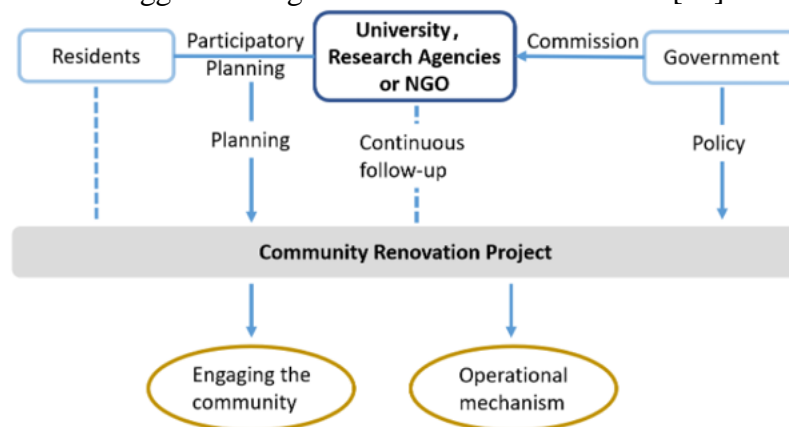 University,
Participatory
Commission
Residents
Research Agencies
Government
Planning
or NGO
Planning
Continuous
follow-up
Policy
Community Renovation Project
Engaging the
community
Operational
mechanism